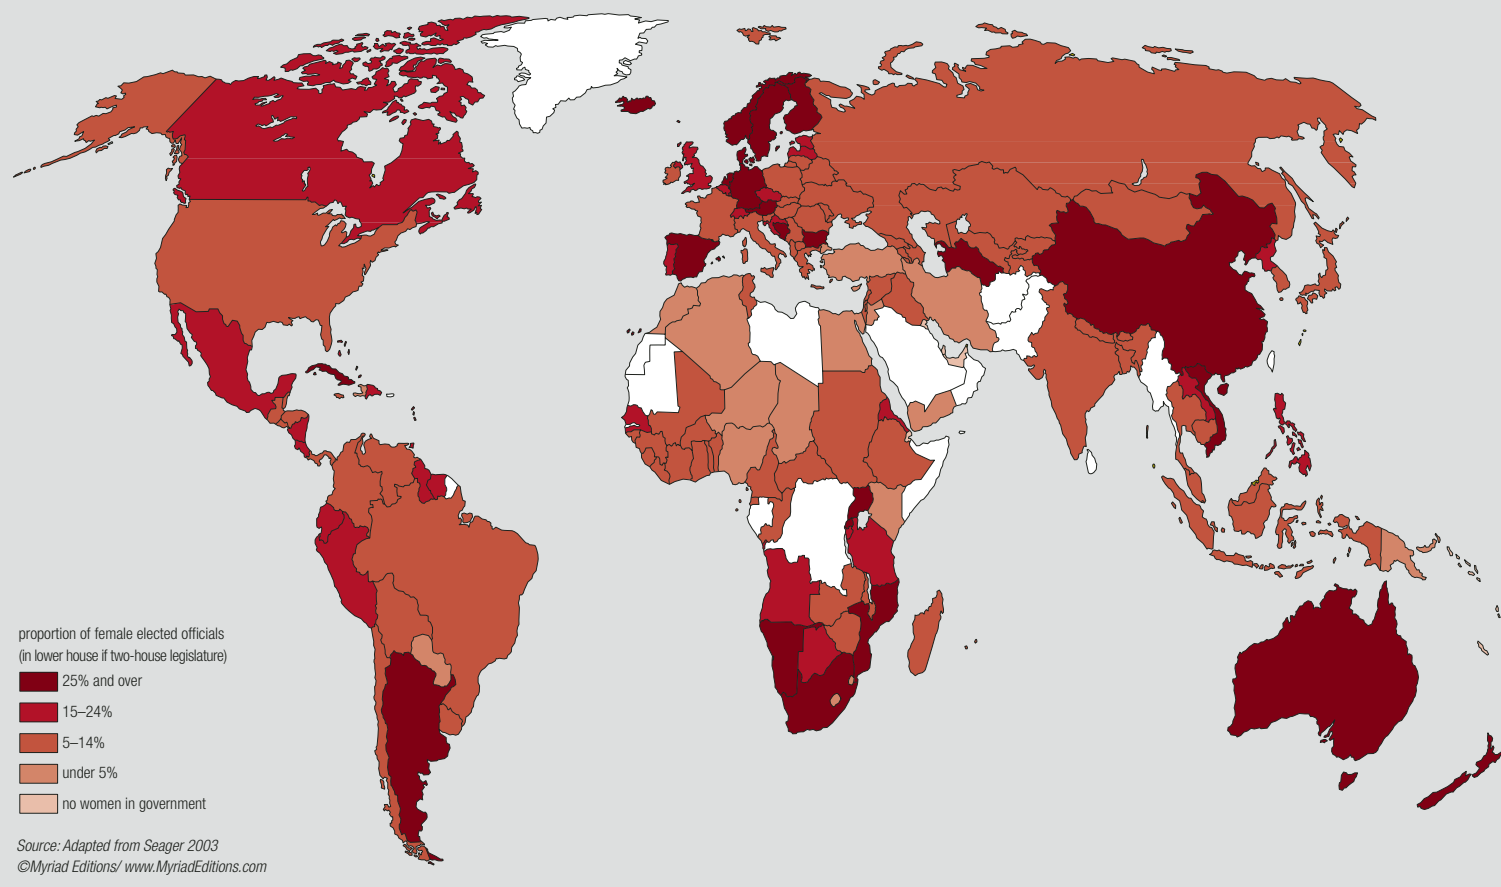 proportion of female elected officials
(in lower house if two-house legislature)
25% and over
15–24%
5–14%
under 5%
no women in government
Source: Adapted from Seager 2003
©Myriad Editions/ www.MyriadEditions.com